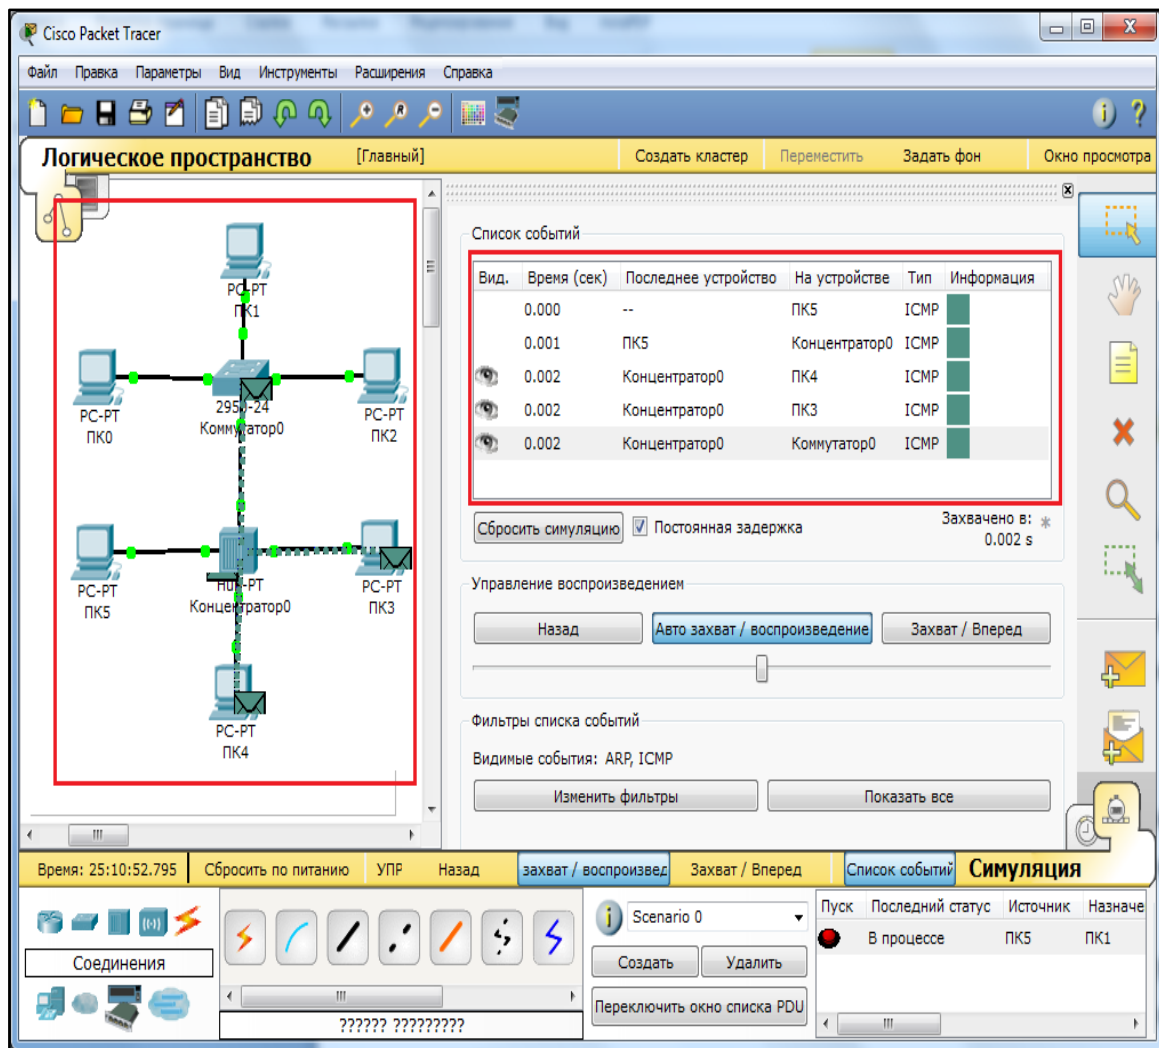 Cisco Packet Tracer
Файл Правка Параметры Вид Инструменты Расширения Справка
Логическое пространство [Главный] Создать кластер Переместить Задать фон Окно просмотра
PC-PT
ПК1
PC-PT
ПК0
2950-24
Коммутатор0
PC-PT
ПК2
PC-PT
ПК5
Hub-PT
Концентратор0
PC-PT
ПК3
PC-PT
ПК4
Список событий
Вид. Время (сек) Последнее устройство На устройстве Тип Информация
0.000 -- ПК5 ICMP
0.001 ПК5 Концентратор0 ICMP
0.002 Концентратор0 ПК4 ICMP
0.002 Концентратор0 ПК3 ICMP
0.002 Концентратор0 Коммутатор0 ICMP
Сбросить симуляцию Постоянная задержка Захвачено в: *
0.002 s
Управление воспроизведением
Назад Авто захват / воспроизведение Захват / Вперед
Фильтры списка событий
Видимые события: ARP, ICMP
Изменить фильтры Показать все
Время: 25:10:52.795 Сбросить по питанию УПР Назад захват / воспроизвед Захват / Вперед Список событий Симуляция
Соединения
?????? ?????????
Scenario 0
Создать Удалить
Переключить окно списка PDU
Пуск Последний статус Источник Назначе
В процессе ПК5 ПК1